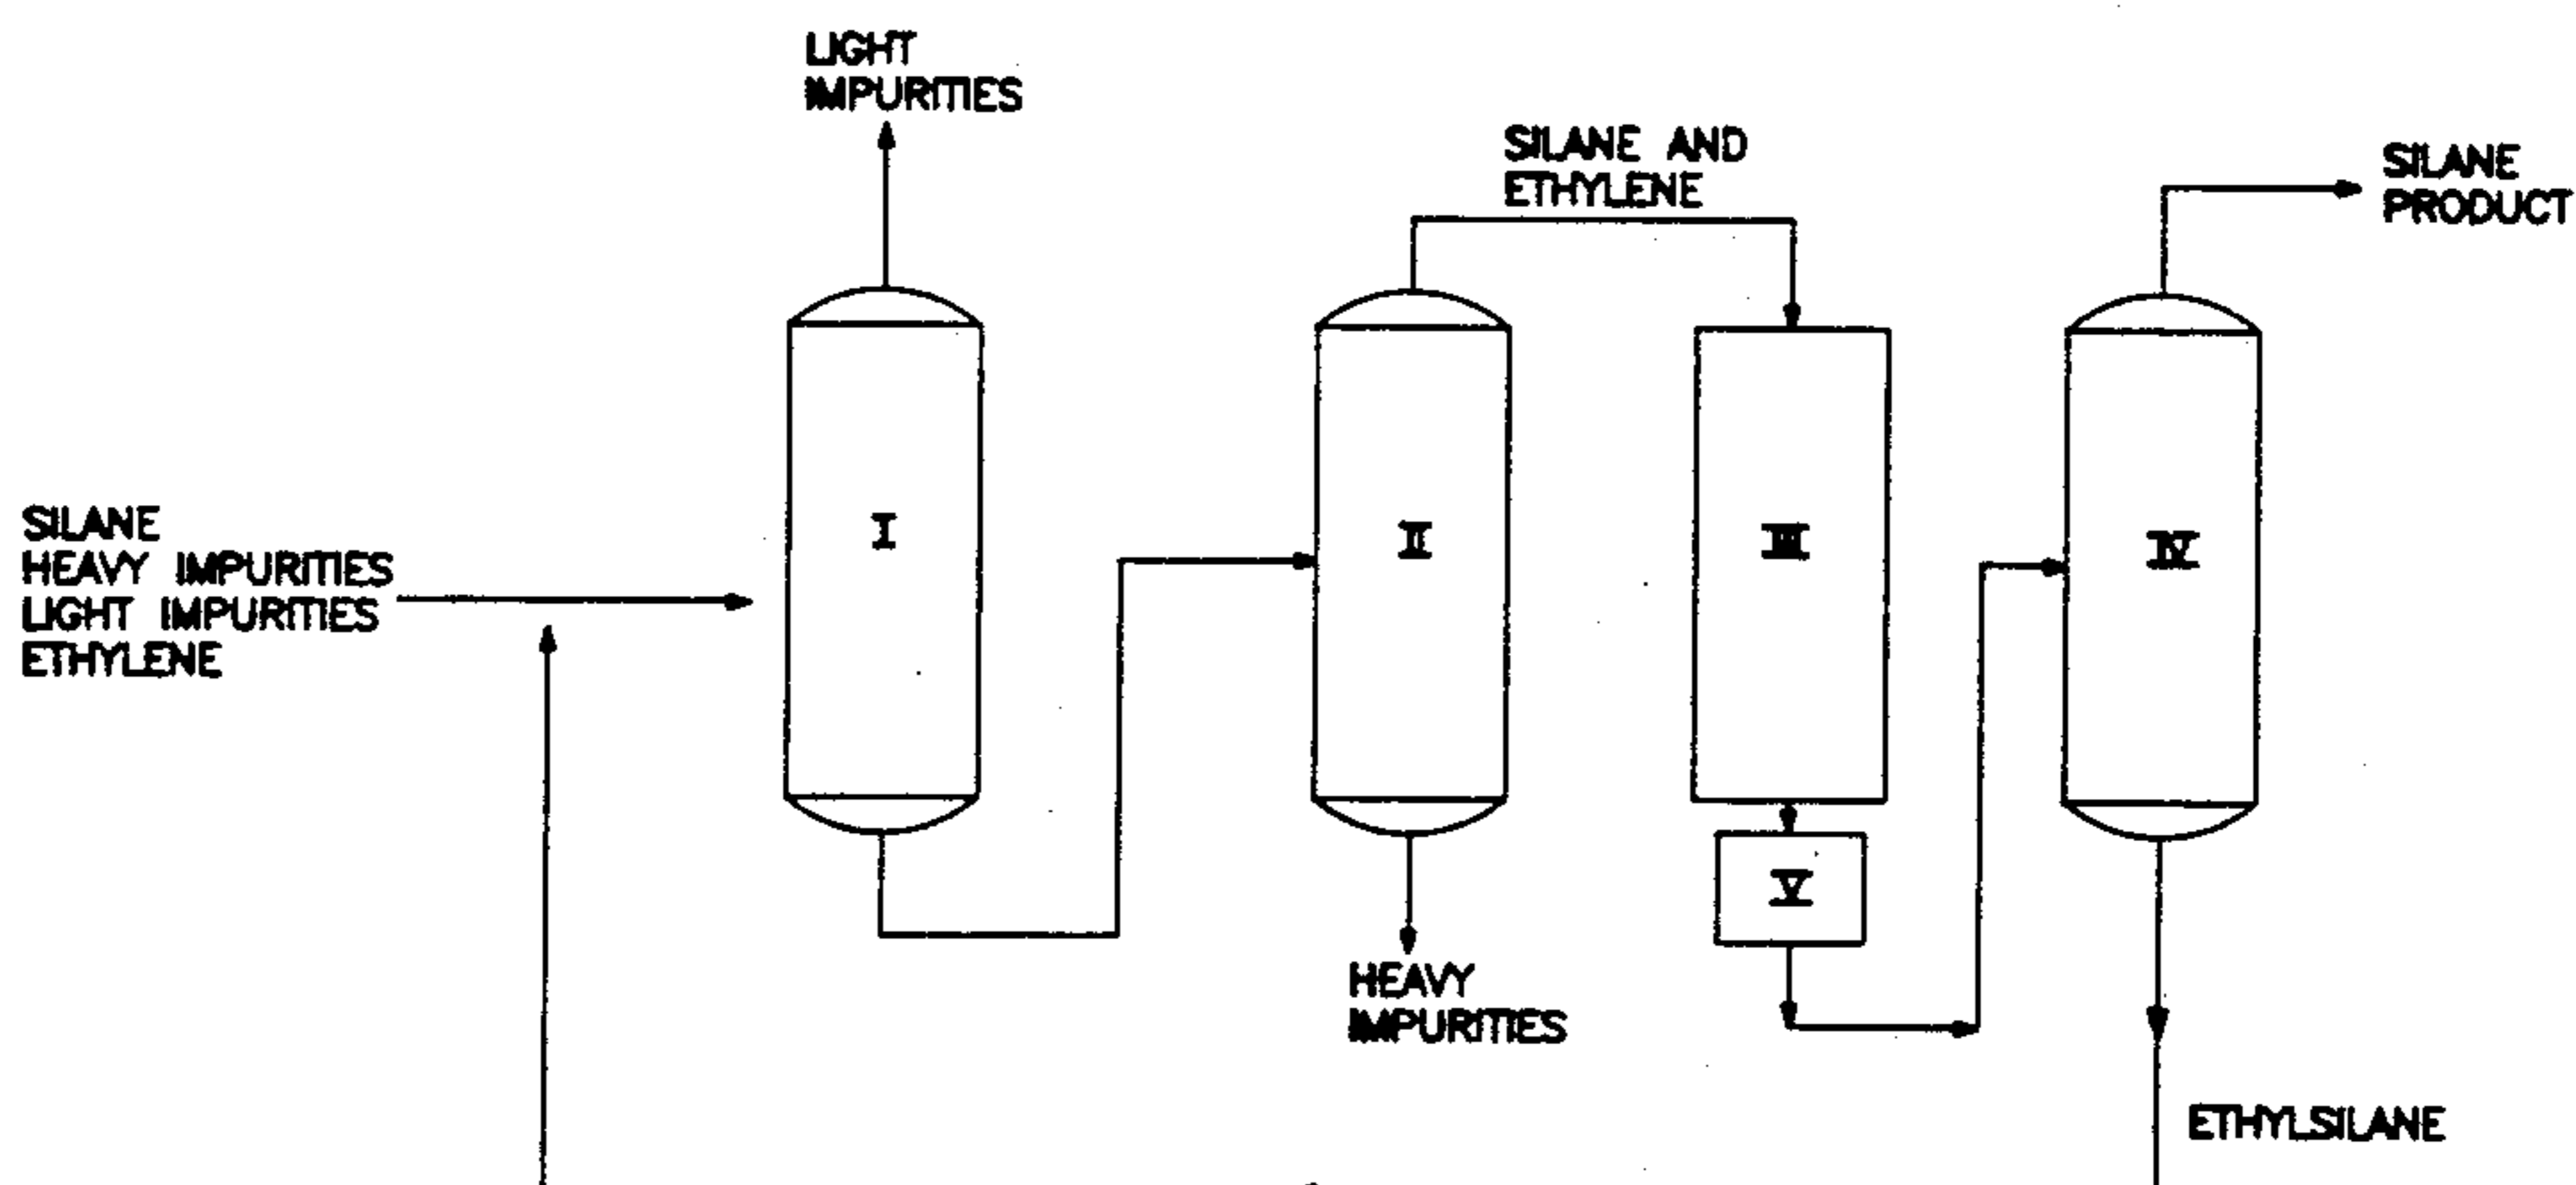 LIGHT
IMPURITIES
SILANE AND
ETHYLENE
SILANE
PRODUCT
SILANE
HEAVY IMPURITIES
LIGHT IMPURITIES
ETHYLENE
I
II
III
IV
V
HEAVY
IMPURITIES
ETHYLSILANE